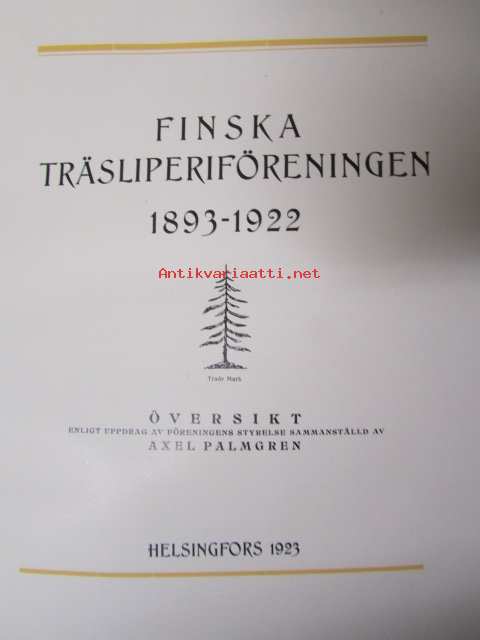 FINSKA
TRÄSLIPERIFÖRENINGEN
1893-1922
Antikvariaatti.net
Trade Mark
ÖVERSIKT
ENLIGT UPPDRAG AV FÖRENINGENS STYRELSE SAMMANSTÄLLD AV
AXEL PALMGREN
HELSINGFORS 1923